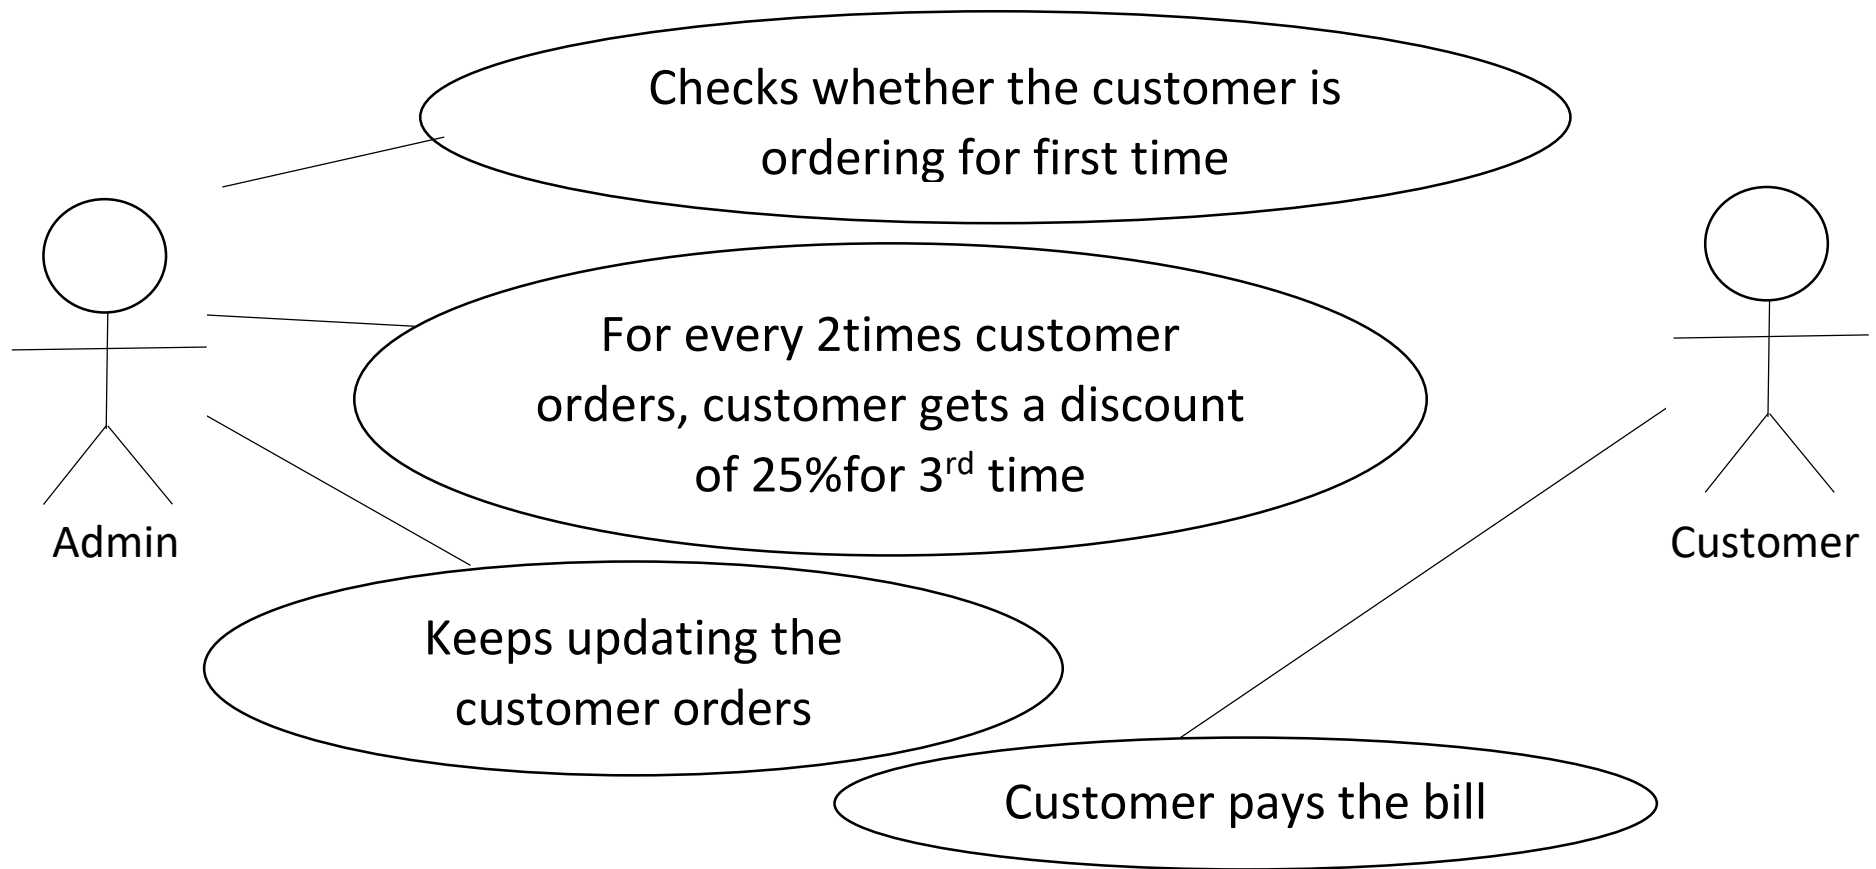 Checks whether the customer is
ordering for first time
For every 2times customer
orders, customer gets a discount
of 25%for 3rd time
Admin
Customer
Keeps updating the
customer orders
Customer pays the bill